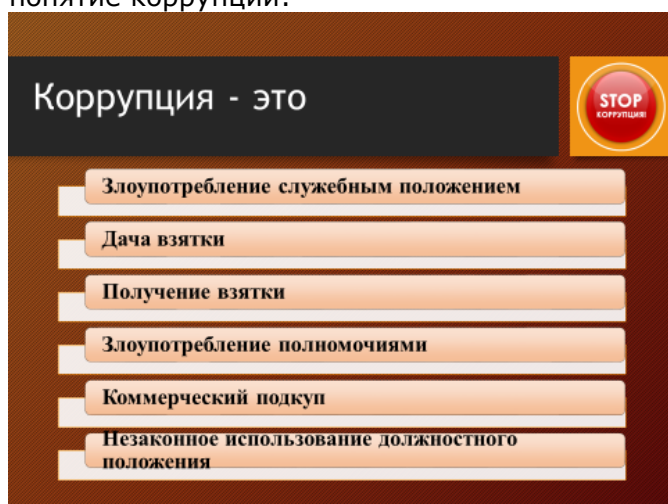 понятие коррупции:
Коррупция - это
STOP
КОРРУПЦИЯ!
Злоупотребление служебным положением
Дача взятки
Получение взятки
Злоупотребление полномочиями
Коммерческий подкуп
Незаконное использование должностного
положения